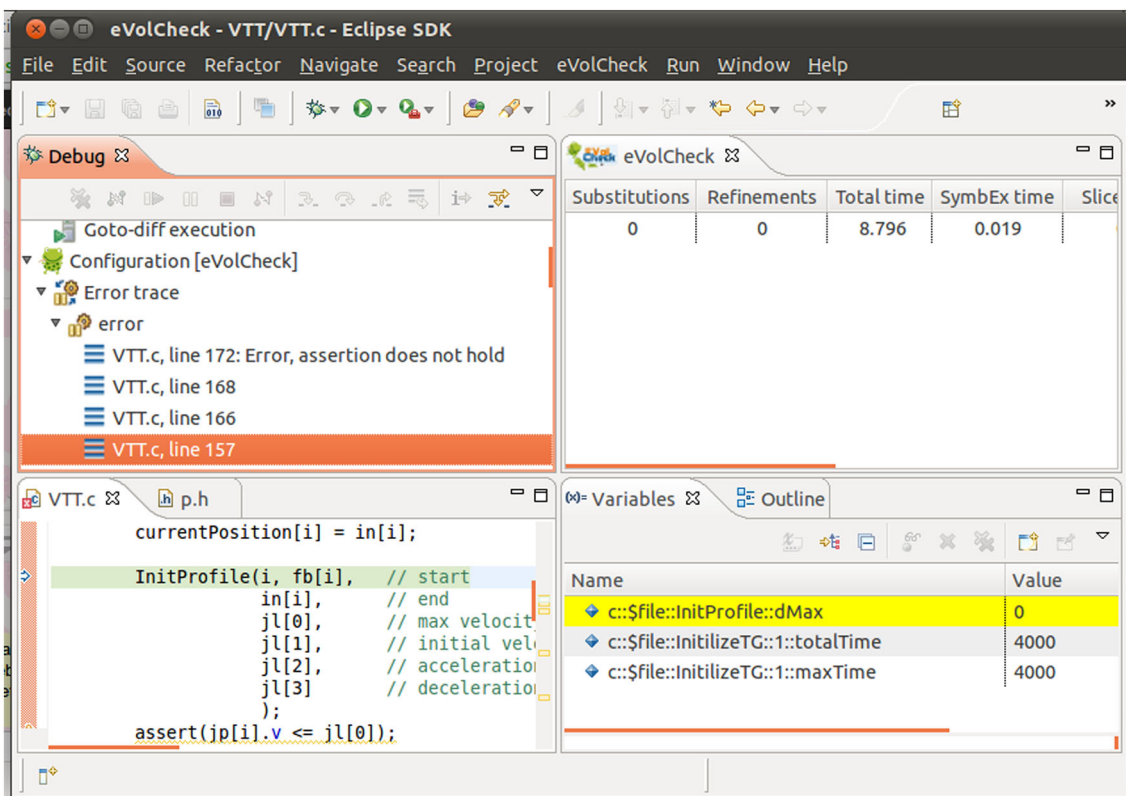 eVolCheck - VTT/VTT.c - Eclipse SDK
File Edit Source Refactor Navigate Search Project eVolCheck Run Window Help
010
»
Debug
Goto-diff execution
Configuration [eVolCheck]
Error trace
error
VTT.c, line 172: Error, assertion does not hold
VTT.c, line 168
VTT.c, line 166
VTT.c, line 157
eVolCheck
Substitutions Refinements Total time SymbEx time Slice
0 0 8.796 0.019
VTT.c p.h
currentPosition[i] = in[i];
InitProfile(i, fb[i], // start
in[i], // end
jl[0], // max velocit
jl[1], // initial vel
jl[2], // acceleration
jl[3] // deceleration
);
assert(jp[i].v <= jl[0]);
(x)= Variables Outline
Name Value
c::$file::InitProfile::dMax 0
c::$file::InitilizeTG::1::totalTime 4000
c::$file::InitilizeTG::1::maxTime 4000